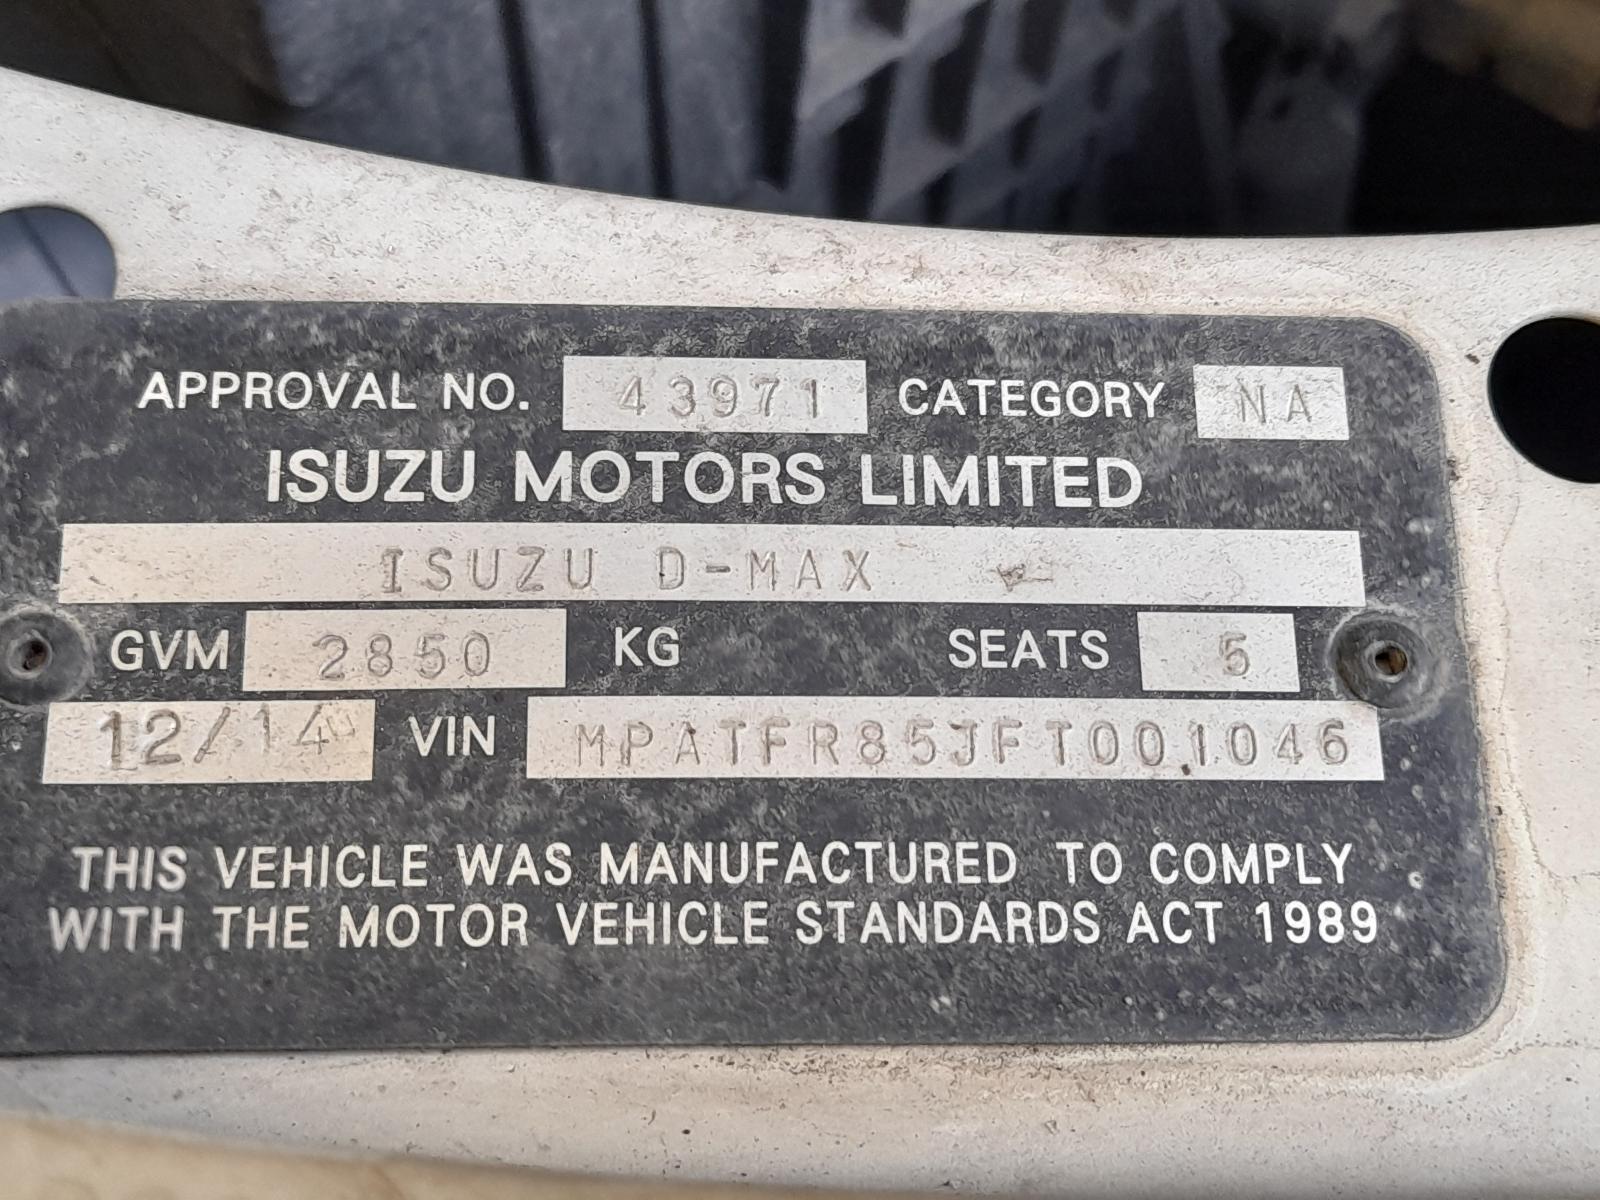 APPROVAL NO. 43971 CATEGORY NA
ISUZU MOTORS LIMITED
ISUZU D-MAX
GVM 2850 KG SEATS 5
12/14 VIN MPATFR85JFT001046
THIS VEHICLE WAS MANUFACTURED TO COMPLY
WITH THE MOTOR VEHICLE STANDARDS ACT 1989